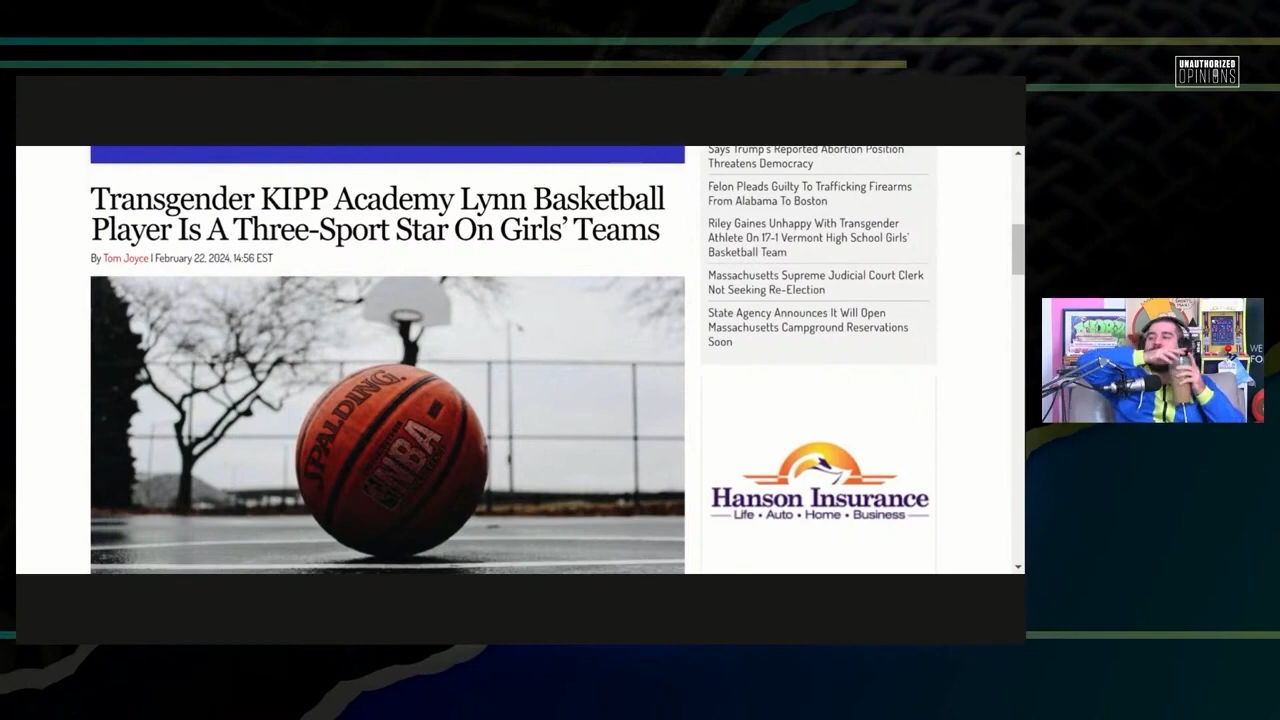 UNAUTHORIZED
OPINIONS
Says Trump's Reported Abortion Position
Threatens Democracy
Transgender KIPP Academy Lynn Basketball
Player Is A Three-Sport Star On Girls' Teams
By Tom Joyce | February 22, 2024, 14:56 EST
Felon Pleads Guilty To Trafficking Firearms
From Alabama To Boston
Riley Gaines Unhappy With Transgender
Athlete On 17-1 Vermont High School Girls'
Basketball Team
Massachusetts Supreme Judicial Court Clerk
Not Seeking Re-Election
State Agency Announces It Will Open
Massachusetts Campground Reservations
Soon
SPALDING
NBA
Hanson Insurance
Life • Auto • Home • Business
WE
FO